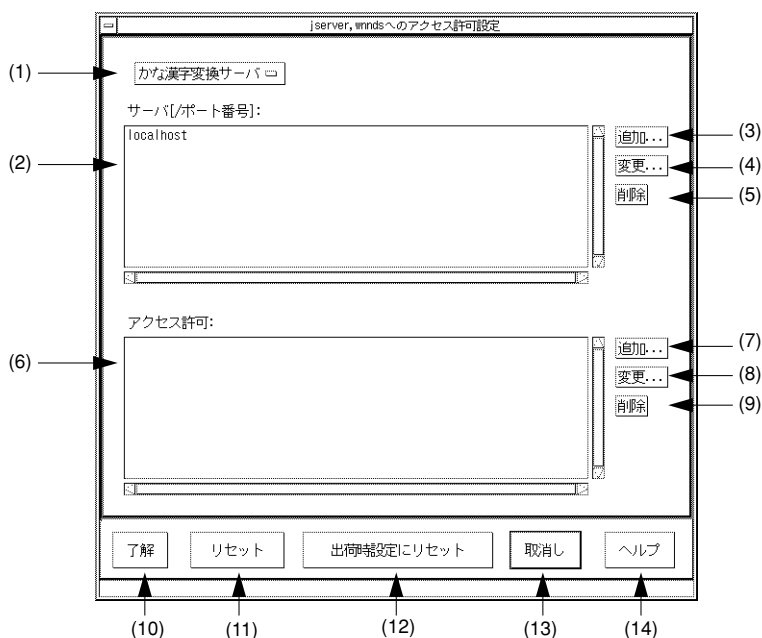 jserver,wnndsへのアクセス許可設定
(1) かな漢字変換サーバ
サーバ[/ポート番号]:
(2) localhost
追加... (3)
変更... (4)
削除 (5)
アクセス許可:
(6)
追加... (7)
変更... (8)
削除 (9)
了解 リセット 出荷時設定にリセット 取消し ヘルプ
(10) (11) (12) (13) (14)